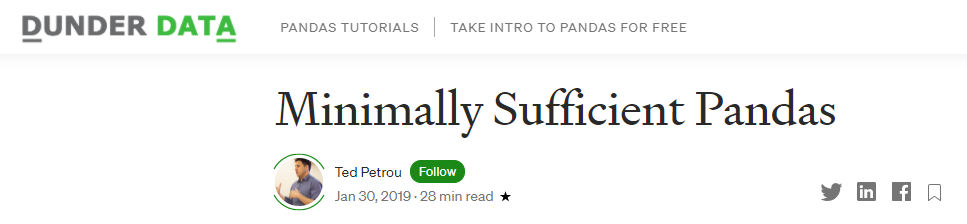 DUNDER DATA PANDAS TUTORIALS TAKE INTRO TO PANDAS FOR FREE
Minimally Sufficient Pandas
Ted Petrou Follow
Jan 30, 2019 · 28 min read ★